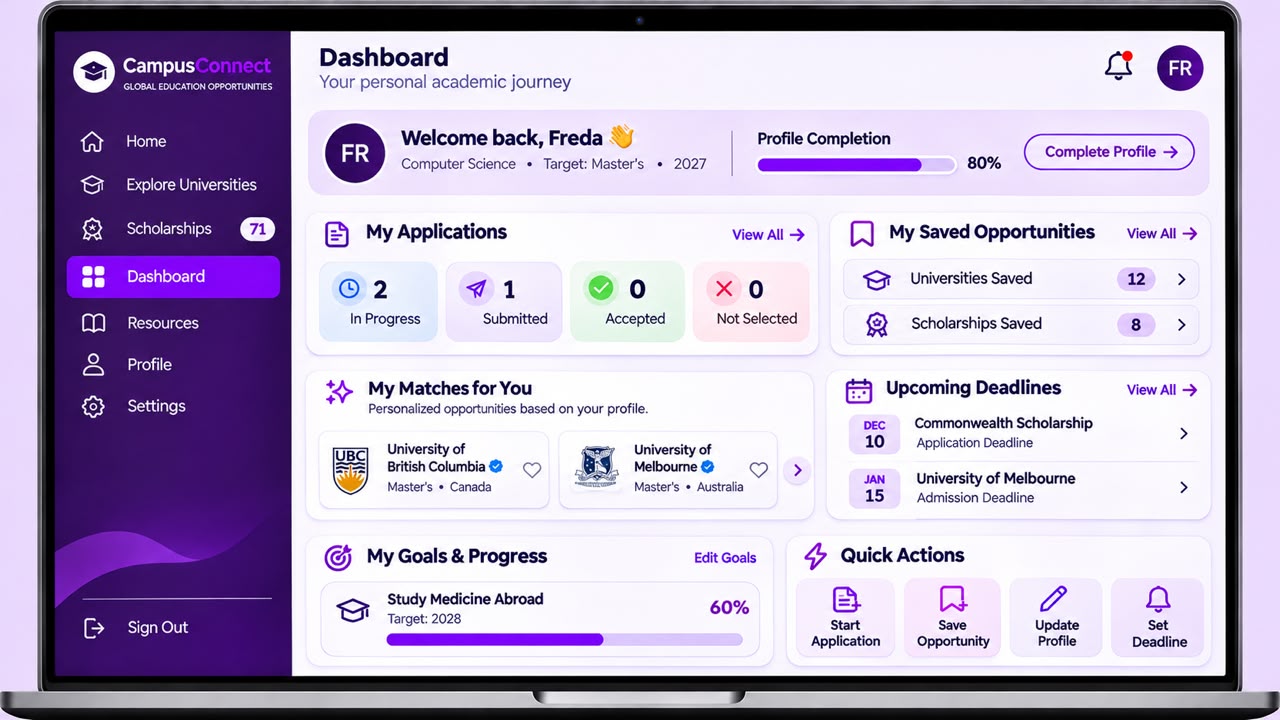 CampusConnect
GLOBAL EDUCATION OPPORTUNITIES
Home
Explore Universities
Scholarships 71
Dashboard
Resources
Profile
Settings
Sign Out
Dashboard
Your personal academic journey
FR
FR
Welcome back, Freda 👋
Computer Science • Target: Master's • 2027
Profile Completion
80%
Complete Profile →
My Applications
View All →
2
In Progress
1
Submitted
0
Accepted
0
Not Selected
My Saved Opportunities
View All →
Universities Saved 12
Scholarships Saved 8
My Matches for You
Personalized opportunities based on your profile.
UBC
University of
British Columbia
Master's • Canada
University of
Melbourne
Master's • Australia
Upcoming Deadlines
View All →
DEC
10
Commonwealth Scholarship
Application Deadline
JAN
15
University of Melbourne
Admission Deadline
My Goals & Progress
Edit Goals
Study Medicine Abroad
Target: 2028
60%
Quick Actions
Start
Application
Save
Opportunity
Update
Profile
Set
Deadline